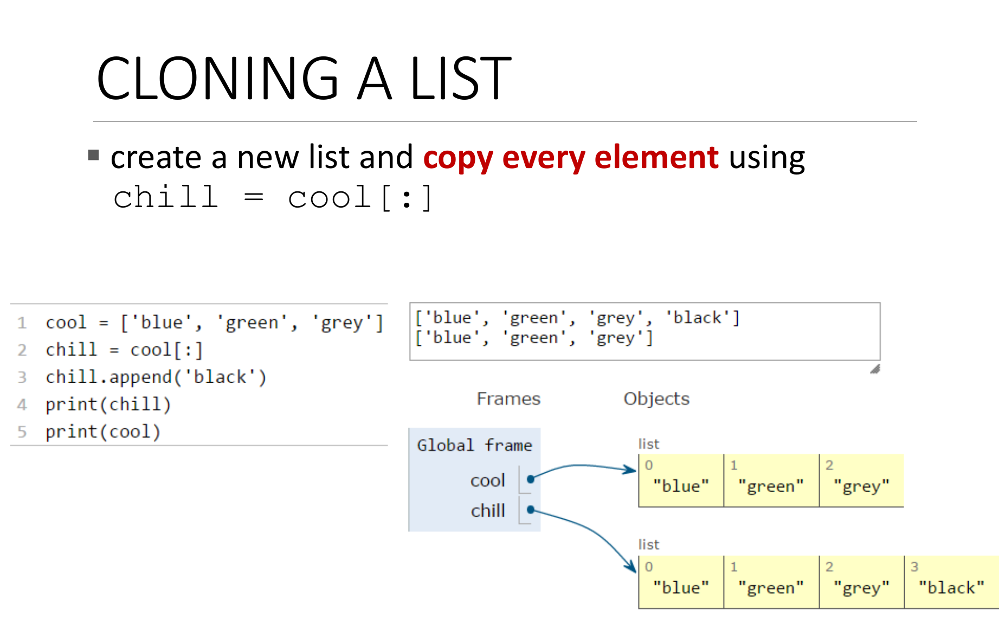 CLONING A LIST
▪ create a new list and copy every element using
chill = cool[:]
1 cool = ['blue', 'green', 'grey']
2 chill = cool[:]
3 chill.append('black')
4 print(chill)
5 print(cool)
['blue', 'green', 'grey', 'black']
['blue', 'green', 'grey']
Frames Objects
Global frame
cool
chill
list
0 1 2
"blue" "green" "grey"
list
0 1 2 3
"blue" "green" "grey" "black"